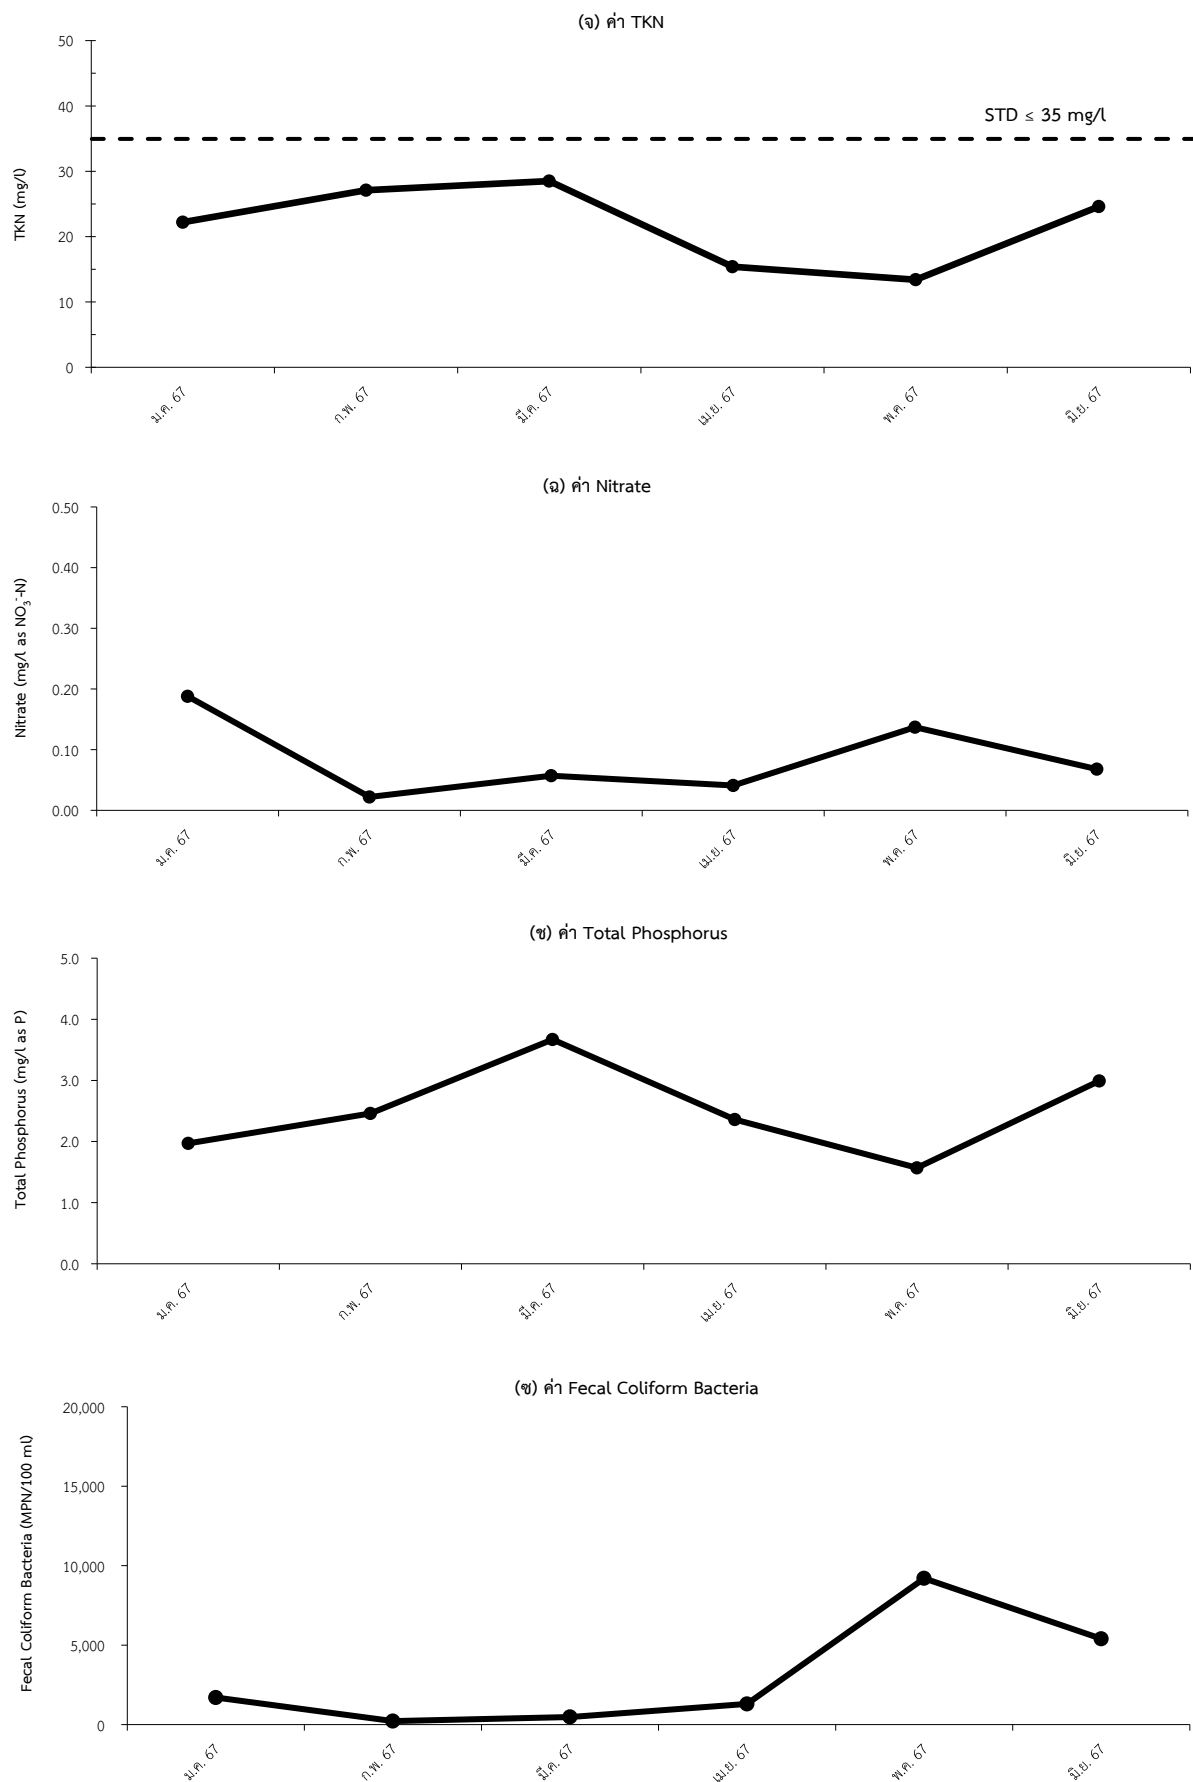 (จ) ค่า TKN
50
40
30
20
10
0
TKN (mg/l)
STD ≤ 35 mg/l
ม.ค. 67
ก.พ. 67
มี.ค. 67
เม.ย. 67
พ.ค. 67
มิ.ย. 67
(ฉ) ค่า Nitrate
0.50
0.40
0.30
0.20
0.10
0.00
Nitrate (mg/l as NO₃⁻-N)
ม.ค. 67
ก.พ. 67
มี.ค. 67
เม.ย. 67
พ.ค. 67
มิ.ย. 67
(ช) ค่า Total Phosphorus
5.0
4.0
3.0
2.0
1.0
0.0
Total Phosphorus (mg/l as P)
ม.ค. 67
ก.พ. 67
มี.ค. 67
เม.ย. 67
พ.ค. 67
มิ.ย. 67
(ซ) ค่า Fecal Coliform Bacteria
20,000
15,000
10,000
5,000
0
Fecal Coliform Bacteria (MPN/100 ml)
ม.ค. 67
ก.พ. 67
มี.ค. 67
เม.ย. 67
พ.ค. 67
มิ.ย. 67